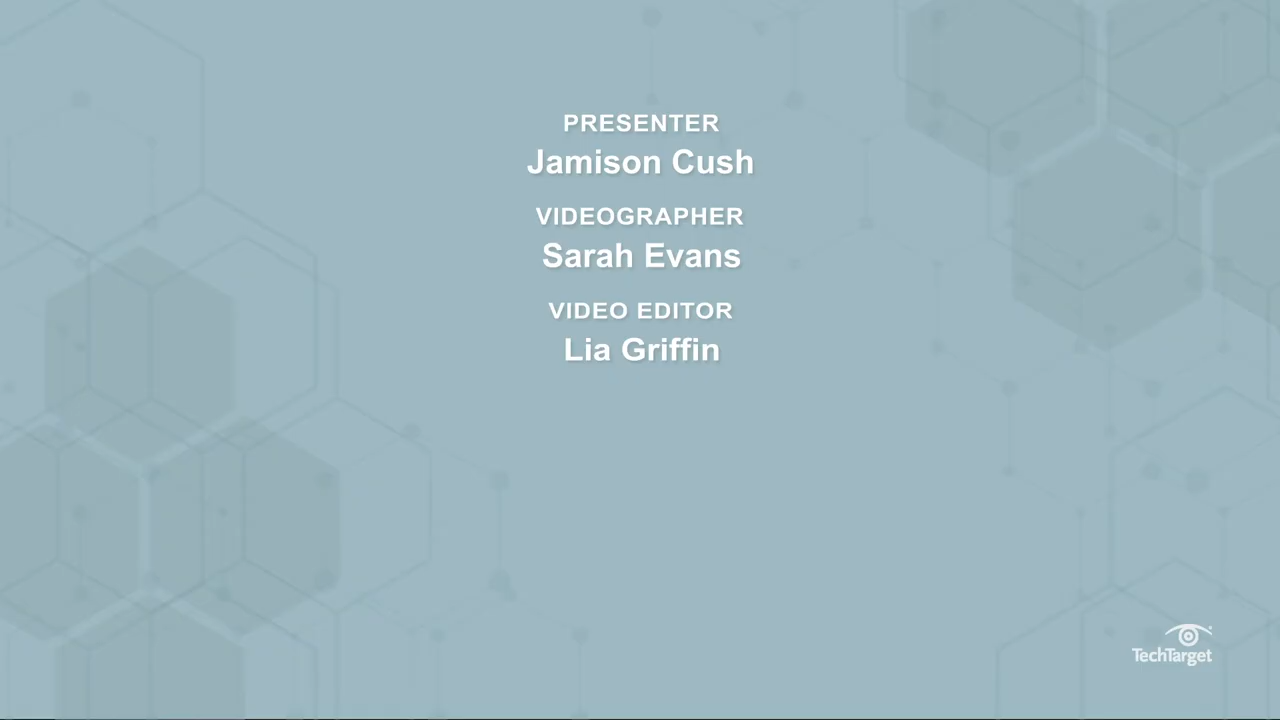 PRESENTER
Jamison Cush
VIDEOGRAPHER
Sarah Evans
VIDEO EDITOR
Lia Griffin
TechTarget